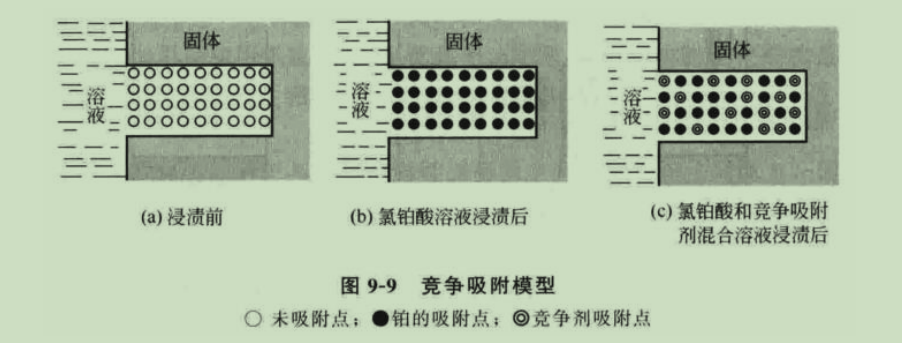 固体
溶液
(a) 浸渍前
固体
溶液
(b) 氯铂酸溶液浸渍后
固体
溶液
(c) 氯铂酸和竞争吸附
剂混合溶液浸渍后
图 9-9 竞争吸附模型
○ 未吸附点；●铂的吸附点；◎竞争剂吸附点